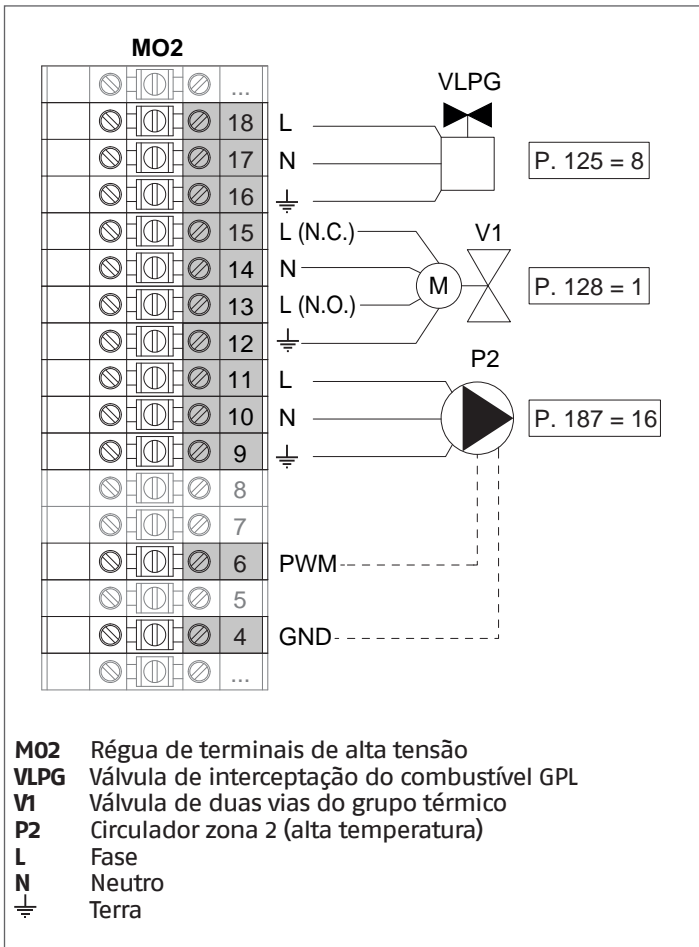 MO2
...
18 L
VLPG
17 N
P. 125 = 8
16
15 L (N.C.)
V1
14 N
M
P. 128 = 1
13 L (N.O.)
12
P2
11 L
10 N
P. 187 = 16
9
8
7
6 PWM
5
4 GND
...
M02 Régua de terminais de alta tensão
VLPG Válvula de interceptação do combustível GPL
V1 Válvula de duas vias do grupo térmico
P2 Circulador zona 2 (alta temperatura)
L Fase
N Neutro
⏚ Terra